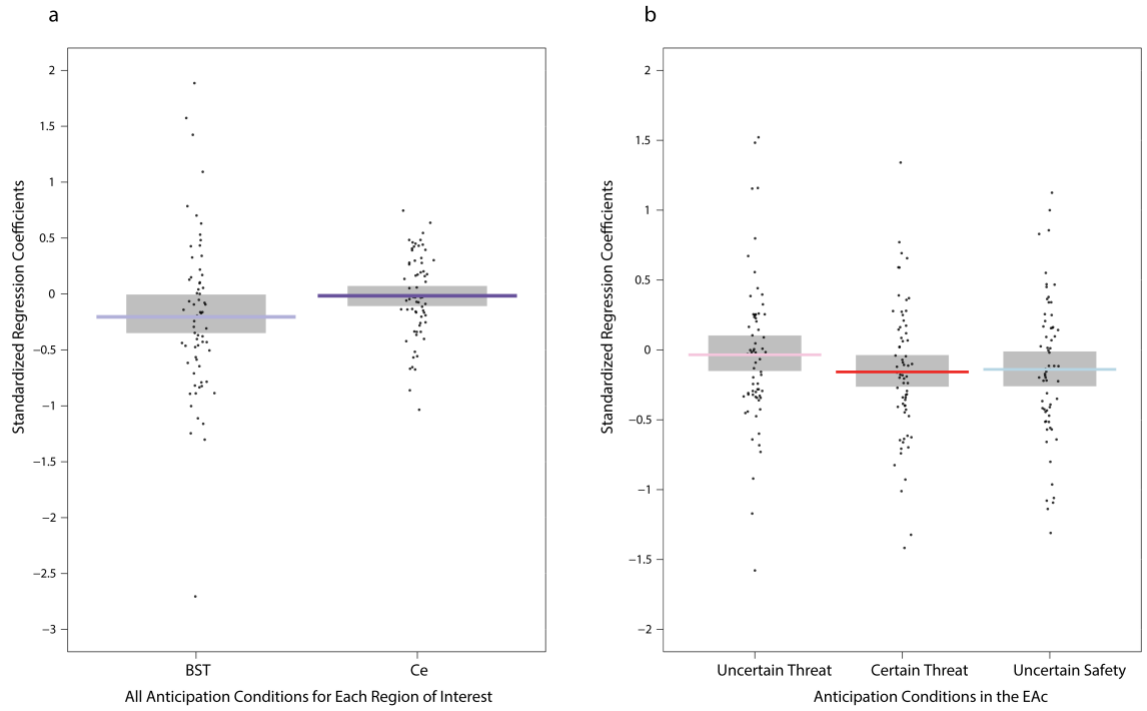 a
2
1.5
1
0.5
0
−0.5
−1
−1.5
−2
−2.5
−3
Standardized Regression Coefficients
BST
Ce
All Anticipation Conditions for Each Region of Interest
b
2
1.5
1
0.5
0
−0.5
−1
−1.5
−2
Standardized Regression Coefficients
Uncertain Threat
Certain Threat
Uncertain Safety
Anticipation Conditions in the EAc